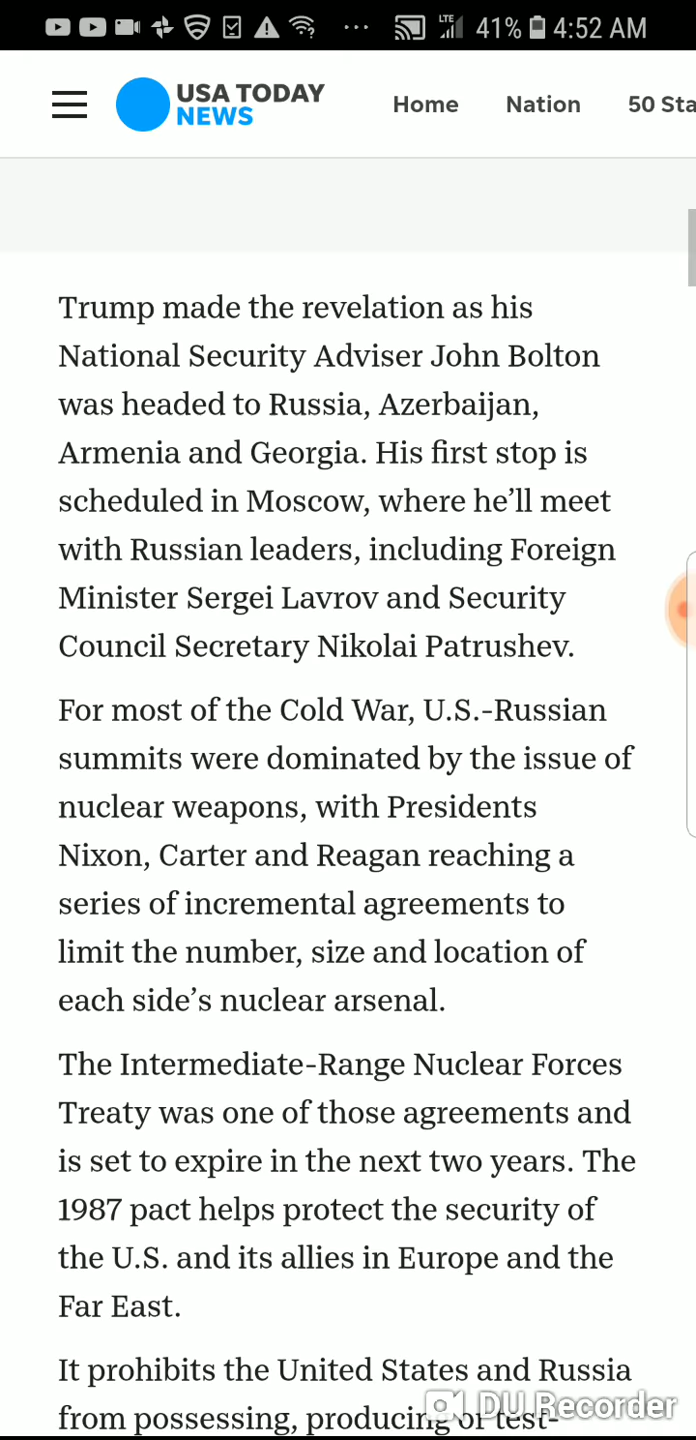 LTE 41% 4:52 AM
USA TODAY
NEWS
Home Nation 50 Sta
Trump made the revelation as his
National Security Adviser John Bolton
was headed to Russia, Azerbaijan,
Armenia and Georgia. His first stop is
scheduled in Moscow, where he’ll meet
with Russian leaders, including Foreign
Minister Sergei Lavrov and Security
Council Secretary Nikolai Patrushev.
For most of the Cold War, U.S.-Russian
summits were dominated by the issue of
nuclear weapons, with Presidents
Nixon, Carter and Reagan reaching a
series of incremental agreements to
limit the number, size and location of
each side’s nuclear arsenal.
The Intermediate-Range Nuclear Forces
Treaty was one of those agreements and
is set to expire in the next two years. The
1987 pact helps protect the security of
the U.S. and its allies in Europe and the
Far East.
It prohibits the United States and Russia
from possessing, producing or test-
DU Recorder